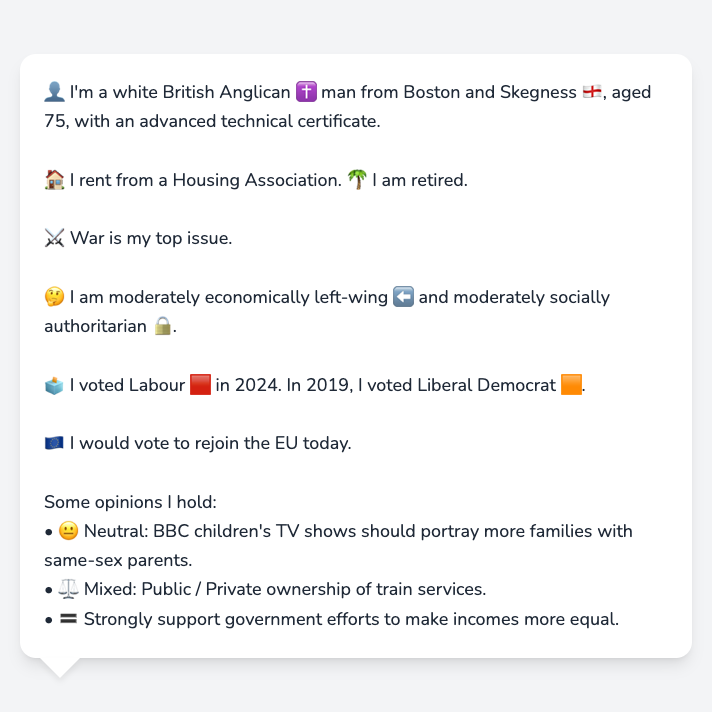 👤 I'm a white British Anglican ✝️ man from Boston and Skegness 🏴󠁧󠁢󠁥󠁮󠁧󠁿, aged
75, with an advanced technical certificate.
🏠 I rent from a Housing Association. 🌴 I am retired.
⚔️ War is my top issue.
🤔 I am moderately economically left-wing ⬅️ and moderately socially
authoritarian 🔒.
🗳️ I voted Labour 🟥 in 2024. In 2019, I voted Liberal Democrat 🟧.
🇪🇺 I would vote to rejoin the EU today.
Some opinions I hold:
• 😐 Neutral: BBC children's TV shows should portray more families with
same-sex parents.
• ⚖️ Mixed: Public / Private ownership of train services.
• 🟰 Strongly support government efforts to make incomes more equal.